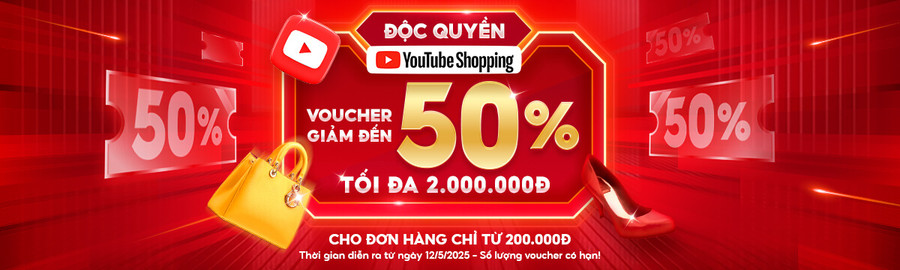 ĐỘC QUYỀN
YouTube Shopping
VOUCHER
GIẢM ĐẾN
50%
TỐI ĐA 2.000.000Đ
50%
50%
50%
CHO ĐƠN HÀNG CHỈ TỪ 200.000Đ
Thời gian diễn ra từ ngày 12/5/2025 - Số lượng voucher có hạn!